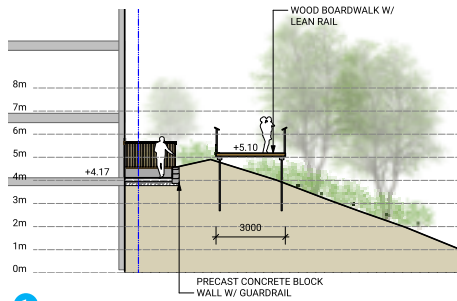 WOOD BOARDWALK W/
LEAN RAIL
8m
7m
6m
5m
+5.10
+4.17
4m
3m
2m
3000
1m
0m
PRECAST CONCRETE BLOCK
WALL W/ GUARDRAIL